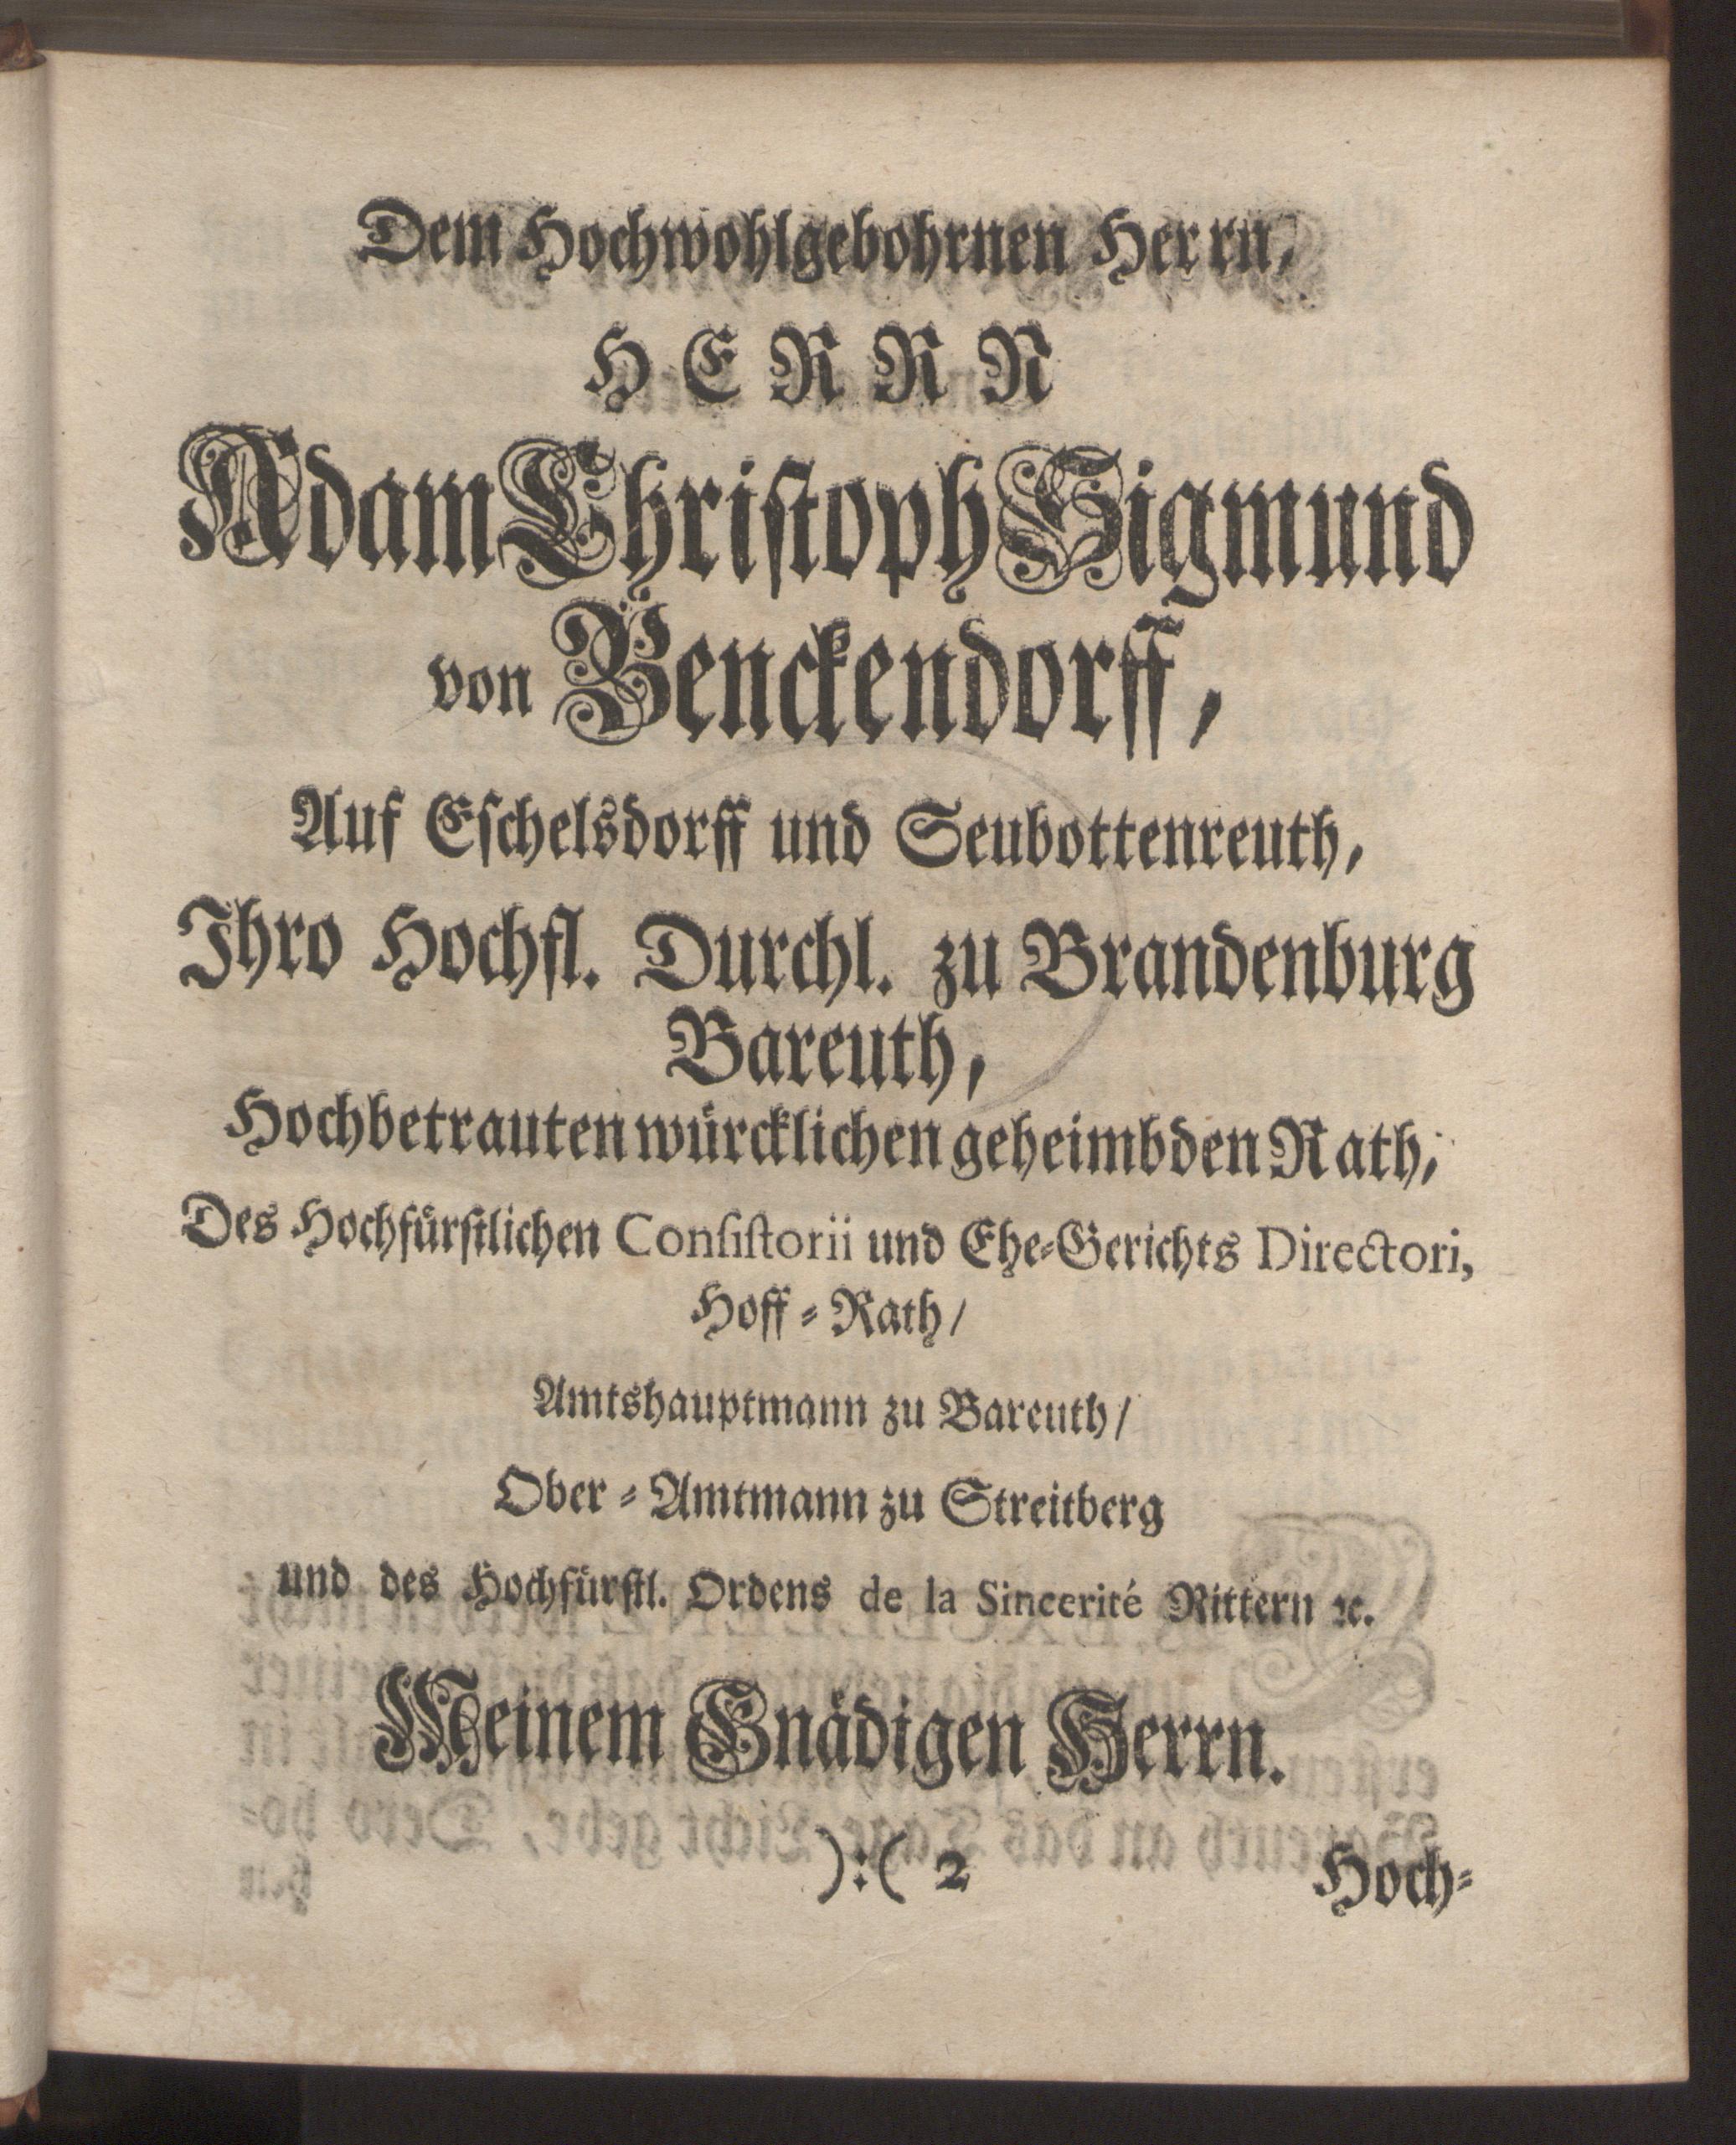 Dem Hochwohlgebohrnen Herrn,
HERRN
Adam Christoph Sigmund
von Benckendorff,
Auf Eschelsdorff und Seubottenreuth,
Ihro Hochfl. Durchl. zu Brandenburg
Bareuth,
Hochbetrauten würcklichen geheimbden Rath,
Des Hochfürstlichen Consistorii und Ehe-Gerichts Directori,
Hoff-Rath/
Amtshauptmann zu Bareuth/
Ober-Amtmann zu Streitberg
und des Hochfürstl. Ordens de la Sincerité Rittern ꝛc.
Meinem Gnädigen Herrn.
):( 2 Hoch-